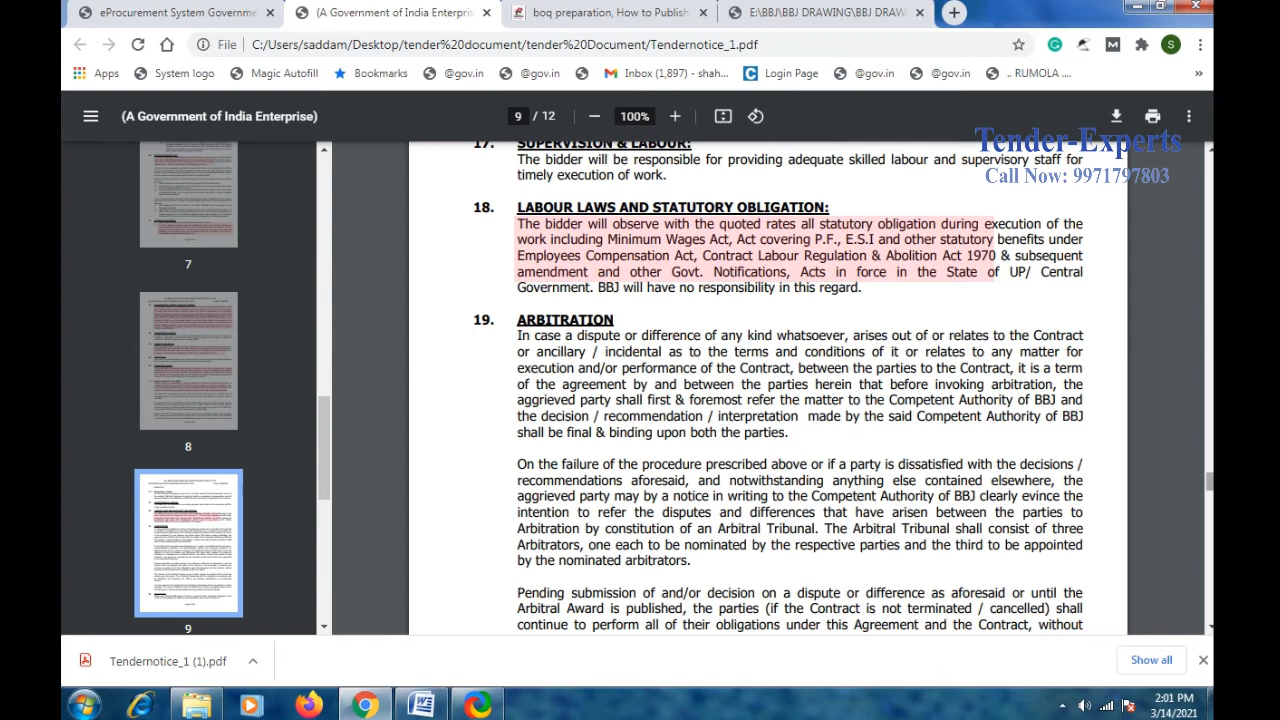 eProcurement System Governme
(A Government of India Enterpris
boq preparation, How to Publish
E:\BBJ\BBJ DRAWING\BBJ DRAW
File
C:/Users/saddam/Desktop/tender%20document/tender%20Document/Tendernotice_1.pdf
S
Apps
System logo
Magic Autofill
Bookmarks
@gov.in
@gov.in
Inbox (1,897) - shah...
Login Page
@gov.in
@gov.in
.. RUMOLA ....
(A Government of India Enterprise)
9 / 12
100%
Tender-Experts
Call Now: 9971797803
7
8
9
17.
The bidder will be responsible for providing adequate skilled labour and supervisory staff for
timely execution of work.
18. LABOUR LAWS & STATUTORY OBLIGATION:
The bidder will conform with the quoted rates all statutory obligation during execution of the
work including Minimum Wages Act, Act covering P.F., E.S.I and other statutory benefits under
Employees Compensation Act, Contract Labour Regulation & Abolition Act 1970 & subsequent
amendment and other Govt. Notifications, Acts in force in the State of UP/ Central
Government. BBJ will have no responsibility in this regard.
19. ARBITRATION:
In case a dispute or difference of any kind whatsoever, arises out of or relates to the Contract
or ancillary / incidental as to the terms and conditions of it or relates to any matter for
execution and performance of the Contract between the parties to the Contract, it is a term
of the agreement by and between the parties herein that before invoking arbitration, the
aggrieved party shall first & foremost refer the matter to the Competent Authority of BBJ and
the decision / recommendation / interpretation made by the said Competent Authority of BBJ
shall be final & binding upon both the parties.
On the failure of the procedure prescribed above or if a party is dissatisfied with the decisions /
recommendation aforesaid, and notwithstanding anything else contained elsewhere, the
aggrieved party may serve notice in writing to the competent authority of BBJ clearly expressing
intention to refer the disputes and differences that have arisen between the parties to
arbitration by constitution of an Arbitral Tribunal. The Arbitral Tribunal shall consist of three
Arbitrators, one each to be nominated by the respective parties and the third to be appointed
by the nominated arbitrators.
Pending submission of and/or decision on a dispute or difference as aforesaid or until the
Arbitral Award is published, the parties (if the Contract is not terminated / cancelled) shall
continue to perform all of their obligations under this Agreement and the Contract, without
Tendernotice_1 (1).pdf
Show all
2:01 PM
3/14/2021